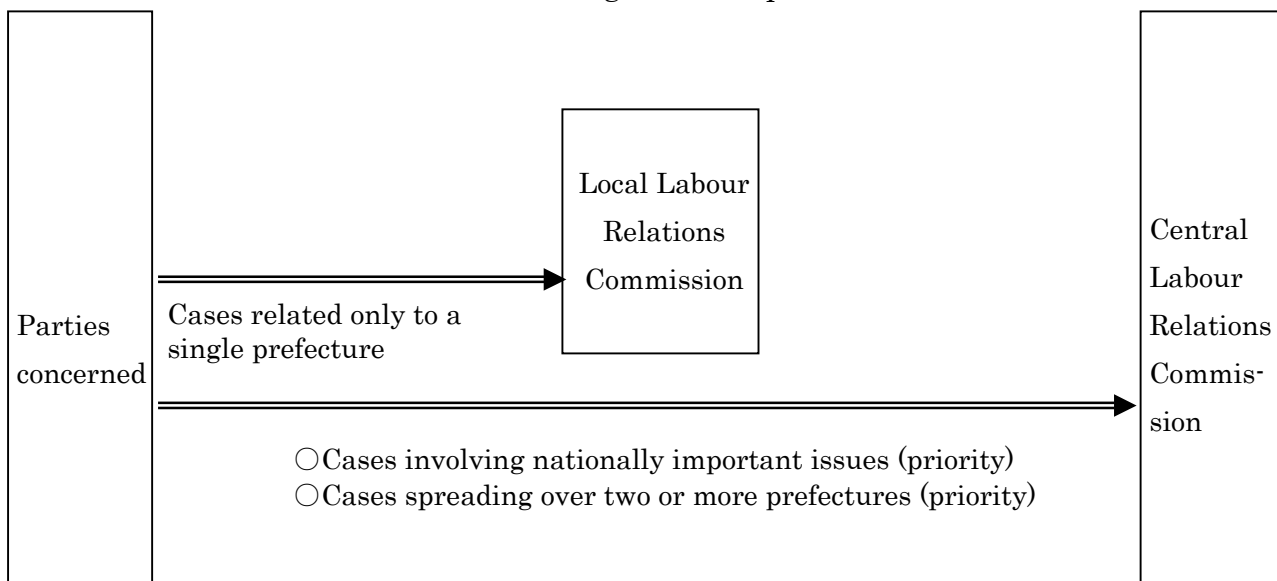 Local Labour
Relations
Commission
Cases related only to a
single prefecture
Parties
concerned
Central
Labour
Relations
Commis-
sion
○Cases involving nationally important issues (priority)
○Cases spreading over two or more prefectures (priority)